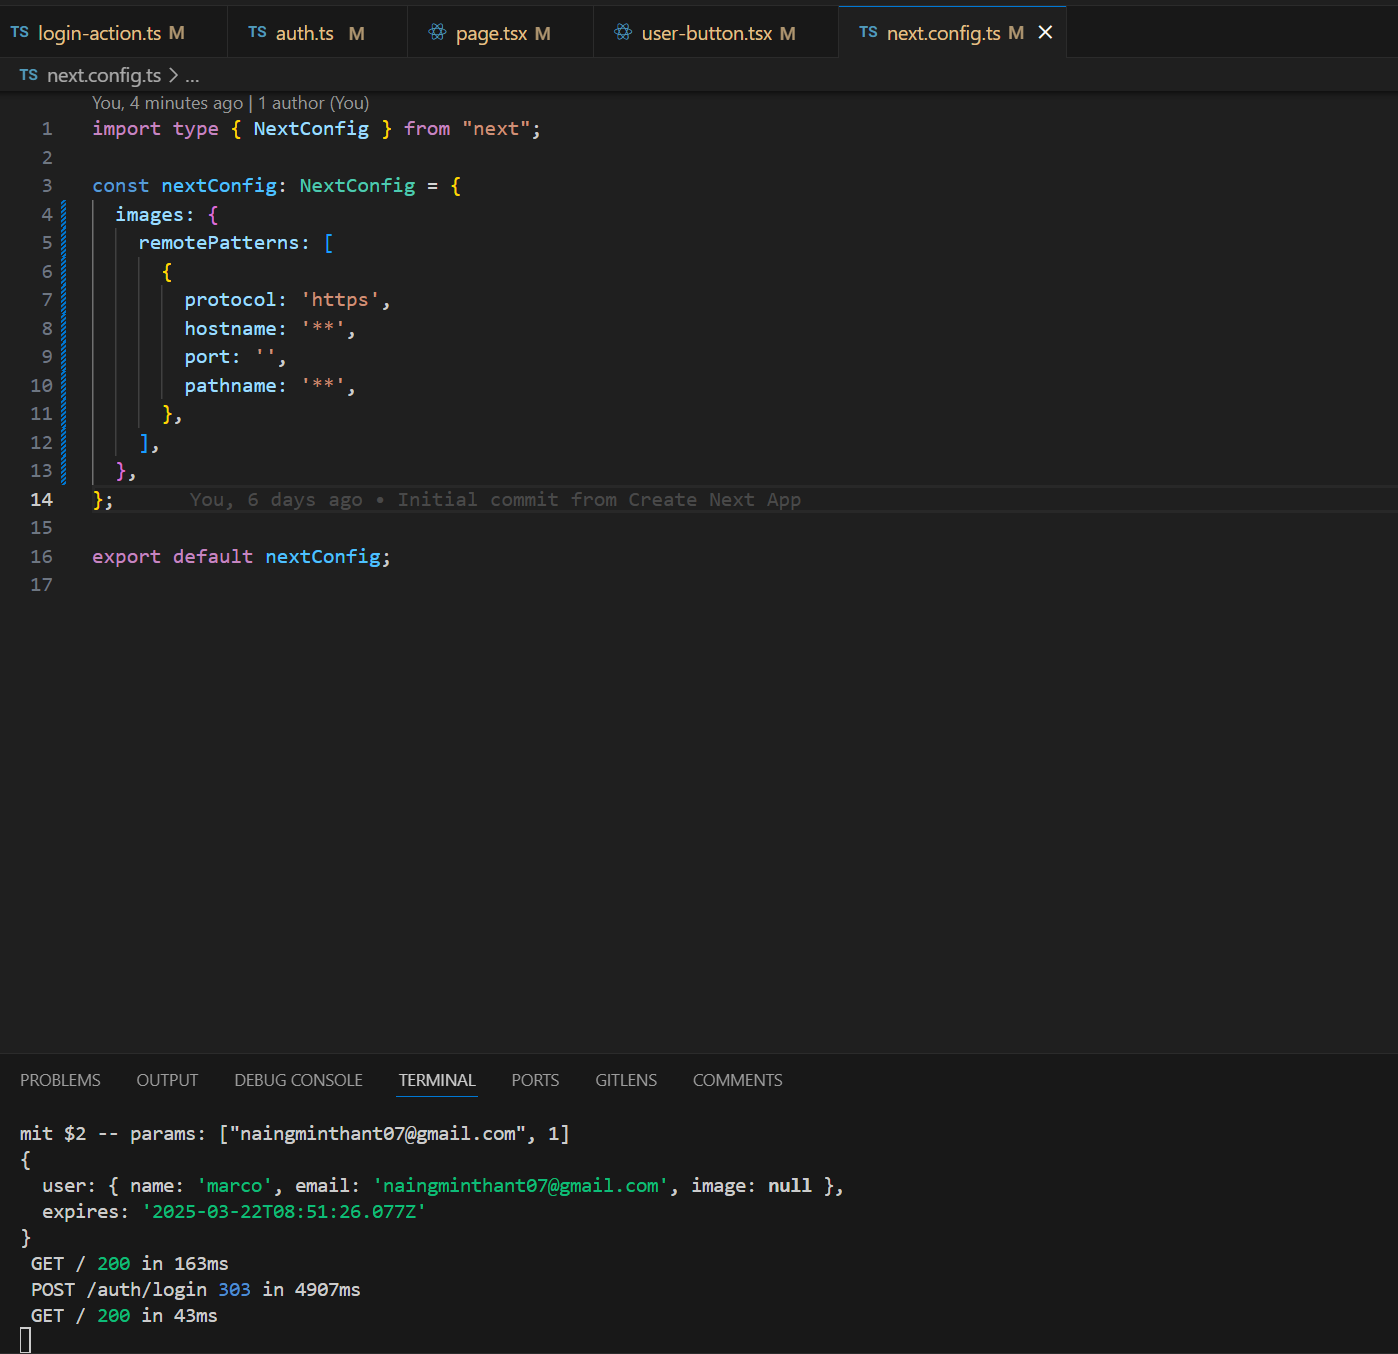 TS login-action.ts M TS auth.ts M page.tsx M user-button.tsx M TS next.config.ts M ✕
TS next.config.ts > ...
You, 4 minutes ago | 1 author (You)
1 import type { NextConfig } from "next";
2
3 const nextConfig: NextConfig = {
4 images: {
5 remotePatterns: [
6 {
7 protocol: 'https',
8 hostname: '**',
9 port: '',
10 pathname: '**',
11 },
12 ],
13 },
14 }; You, 6 days ago • Initial commit from Create Next App
15
16 export default nextConfig;
17
PROBLEMS OUTPUT DEBUG CONSOLE TERMINAL PORTS GITLENS COMMENTS
mit $2 -- params: ["naingminthant07@gmail.com", 1]
{
user: { name: 'marco', email: 'naingminthant07@gmail.com', image: null },
expires: '2025-03-22T08:51:26.077Z'
}
GET / 200 in 163ms
POST /auth/login 303 in 4907ms
GET / 200 in 43ms